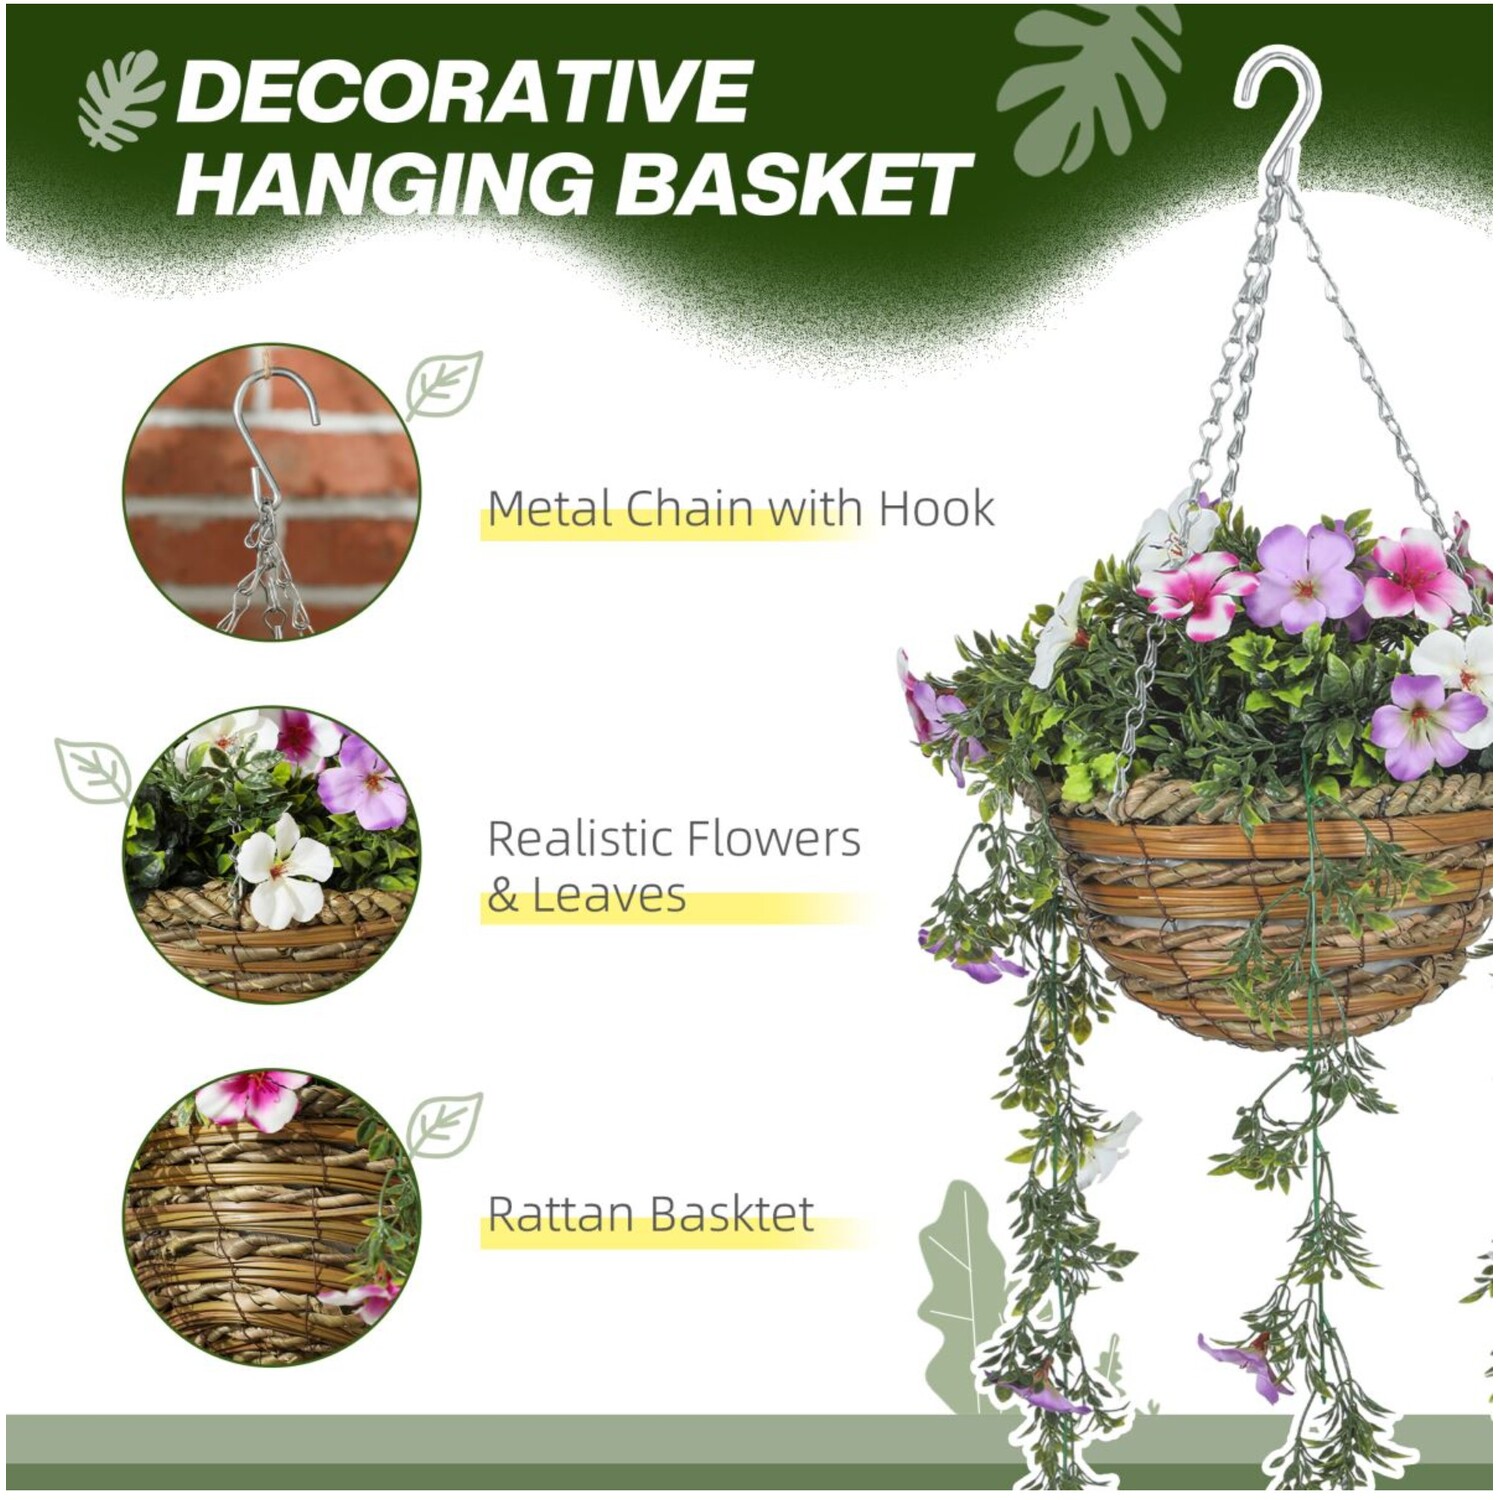 DECORATIVE
HANGING BASKET
Metal Chain with Hook
Realistic Flowers
& Leaves
Rattan Basktet